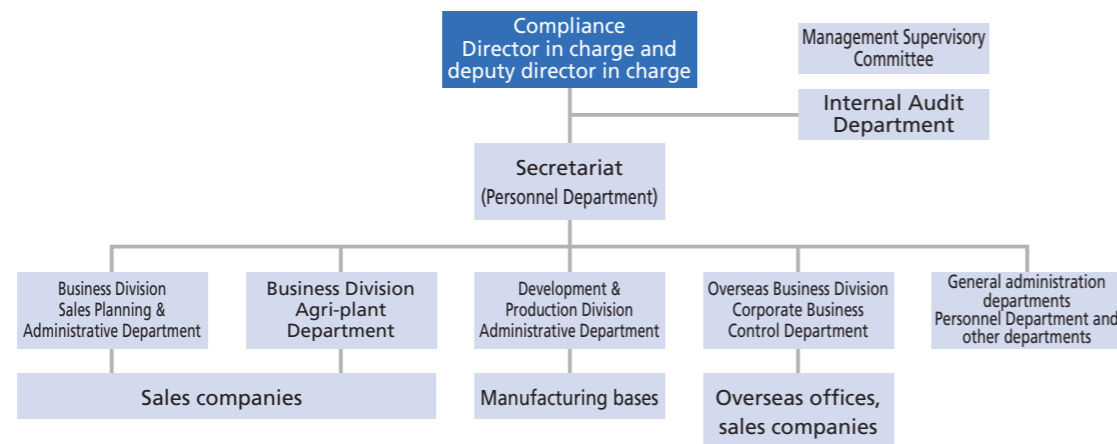 Compliance
Director in charge and
deputy director in charge
Management Supervisory
Committee
Internal Audit
Department
Secretariat
(Personnel Department)
Business Division
Sales Planning &
Administrative Department
Business Division
Agri-plant
Department
Development &
Production Division
Administrative Department
Overseas Business Division
Corporate Business
Control Department
General administration
departments
Personnel Department and
other departments
Sales companies
Manufacturing bases
Overseas offices,
sales companies